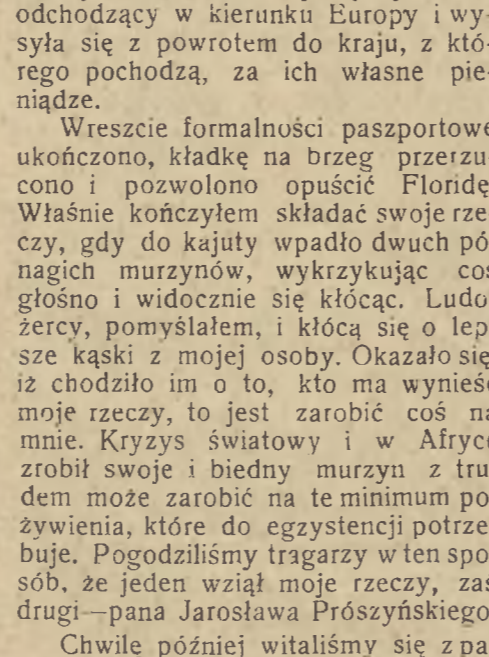 odchodzący w kierunku Europy i wy-
syła się z powrotem do kraju, z któ-
rego pochodzą, za ich własne pie-
niądze.
Wreszcie formalności paszportowe
ukończono, kładkę na brzeg przerzu-
cono i pozwolono opuścić Floridę
Właśnie kończyłem składać swoje rze
czy, gdy do kajuty wpadło dwuch pó
nagich murzynów, wykrzykując coś
głośno i widocznie się kłócąc. Ludo
żercy, pomyślałem, i kłócą się o lep
sze kąski z mojej osoby. Okazało się,
iż chodziło im o to, kto ma wynieść
moje rzeczy, to jest zarobić coś na
mnie. Kryzys światowy i w Afryce
zrobił swoje i biedny murzyn z tru
dem może zarobić na te minimum po
żywienia, które do egzystencji potrze
buje. Pogodziliśmy tragarzy w ten spo
sób, że jeden wziął moje rzeczy, zaś
drugi—pana Jarosława Prószyńskiego
Chwile później witaliśmy się z pa